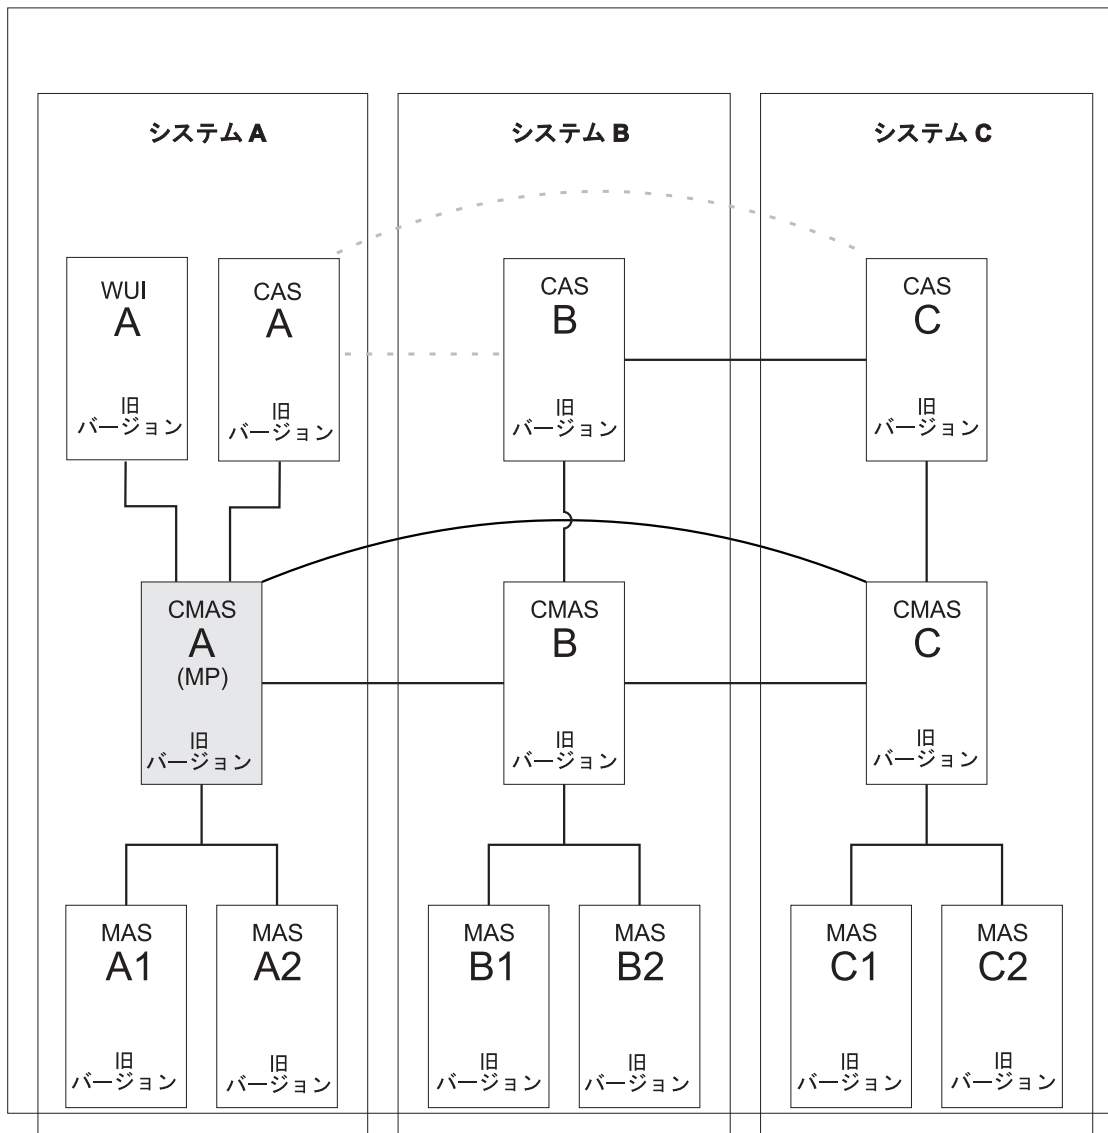 システム A
システム B
システム C
WUI
A
旧
バージョン
CAS
A
旧
バージョン
CAS
B
旧
バージョン
CAS
C
旧
バージョン
CMAS
A
(MP)
旧
バージョン
CMAS
B
旧
バージョン
CMAS
C
旧
バージョン
MAS
A1
旧
バージョン
MAS
A2
旧
バージョン
MAS
B1
旧
バージョン
MAS
B2
旧
バージョン
MAS
C1
旧
バージョン
MAS
C2
旧
バージョン